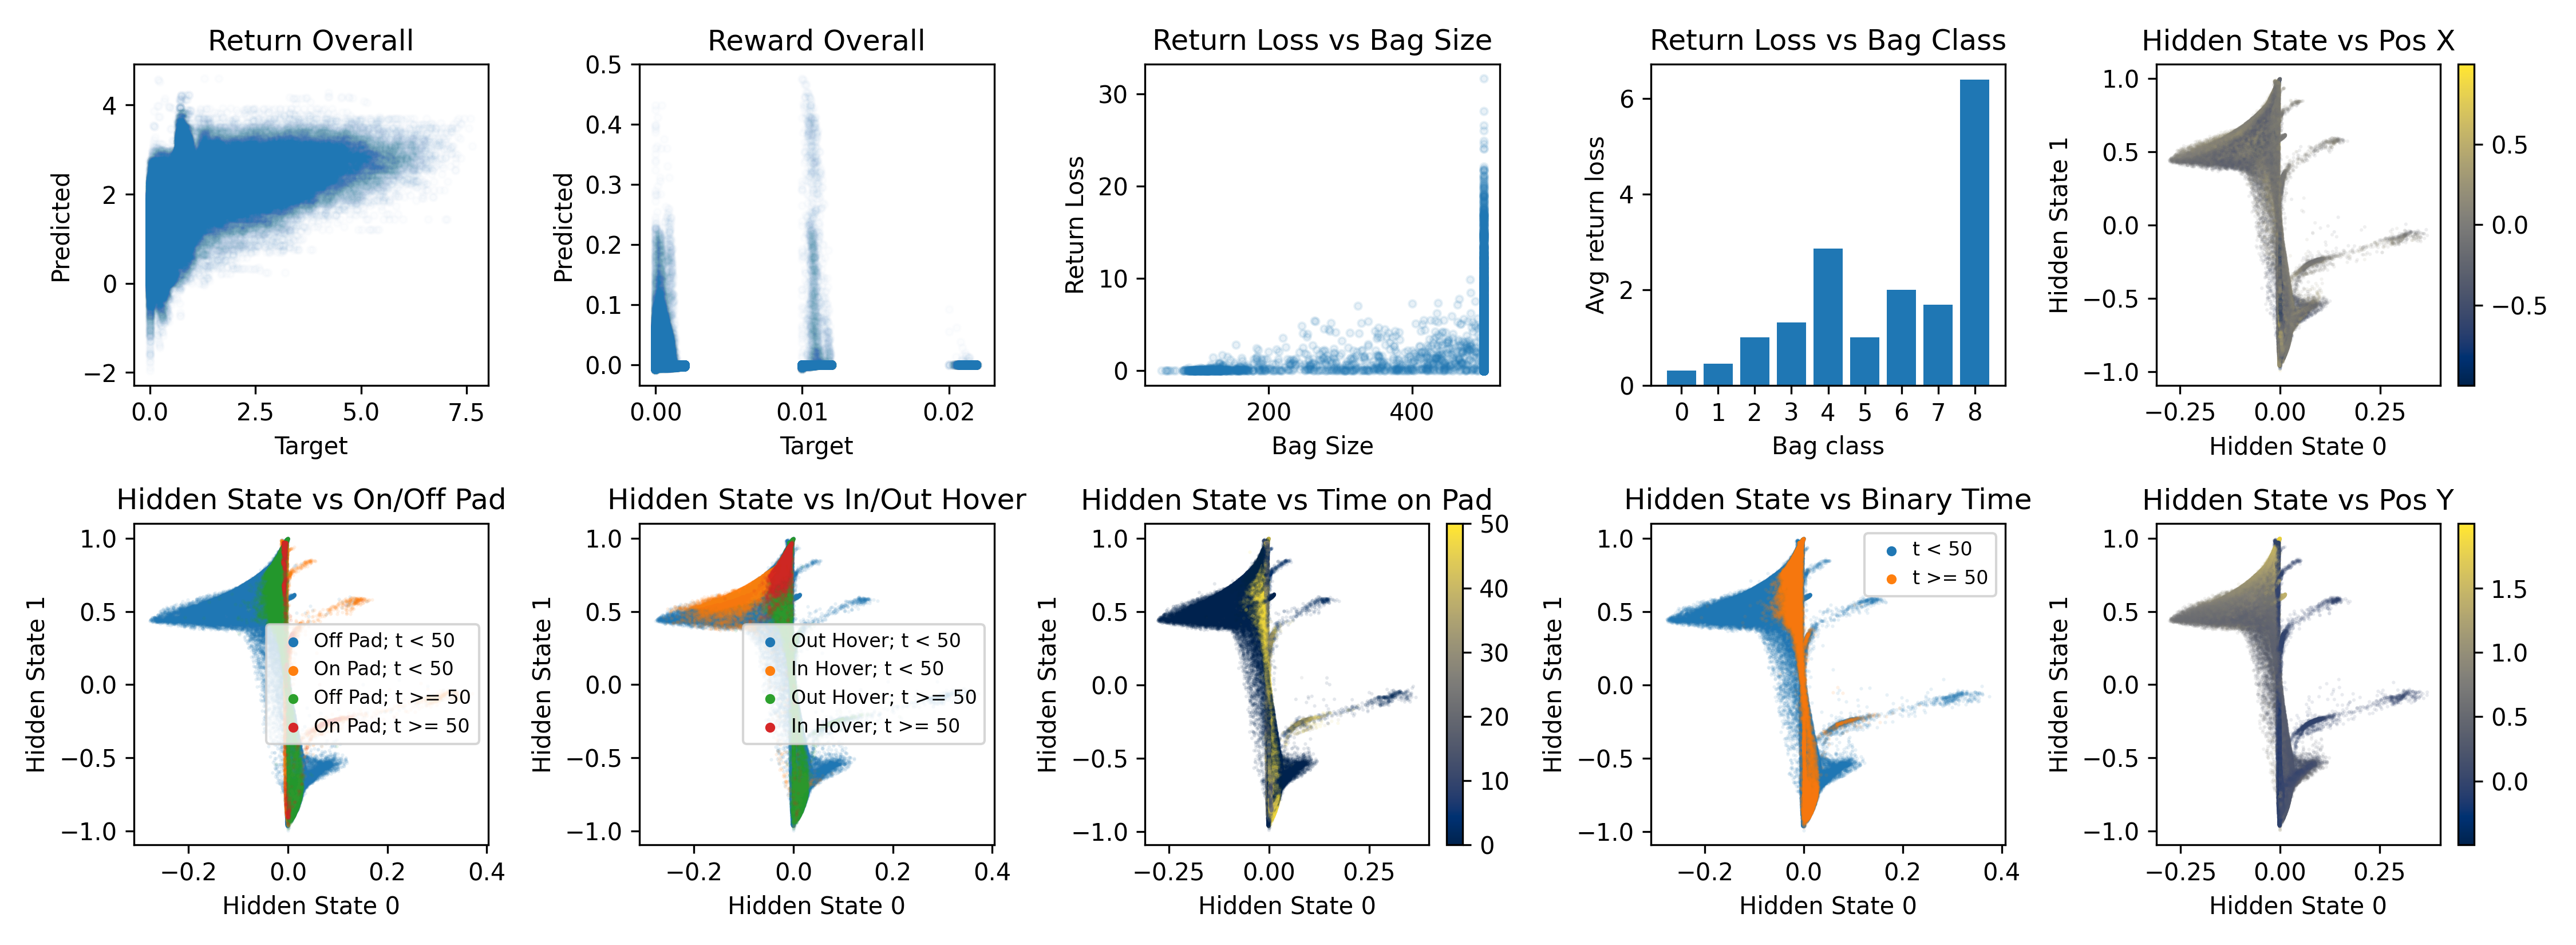 Return Overall
4
2
0
−2
Predicted
0.0 2.5 5.0 7.5
Target
Reward Overall
0.5
0.4
0.3
0.2
0.1
0.0
Predicted
0.00 0.01 0.02
Target
Return Loss vs Bag Size
30
20
10
0
Return Loss
200 400
Bag Size
Return Loss vs Bag Class
6
4
2
0
Avg return loss
0 1 2 3 4 5 6 7 8
Bag class
Hidden State vs Pos X
1.0
0.5
0.0
−0.5
−1.0
Hidden State 1
−0.25 0.00 0.25
Hidden State 0
0.5
0.0
−0.5
Hidden State vs On/Off Pad
1.0
0.5
0.0
−0.5
−1.0
Hidden State 1
Off Pad; t < 50
On Pad; t < 50
Off Pad; t >= 50
On Pad; t >= 50
−0.2 0.0 0.2 0.4
Hidden State 0
Hidden State vs In/Out Hover
1.0
0.5
0.0
−0.5
−1.0
Hidden State 1
Out Hover; t < 50
In Hover; t < 50
Out Hover; t >= 50
In Hover; t >= 50
−0.2 0.0 0.2 0.4
Hidden State 0
Hidden State vs Time on Pad
1.0
0.5
0.0
−0.5
−1.0
Hidden State 1
−0.25 0.00 0.25
Hidden State 0
50
40
30
20
10
0
Hidden State vs Binary Time
1.0
0.5
0.0
−0.5
−1.0
Hidden State 1
t < 50
t >= 50
−0.2 0.0 0.2 0.4
Hidden State 0
Hidden State vs Pos Y
1.0
0.5
0.0
−0.5
−1.0
Hidden State 1
−0.25 0.00 0.25
Hidden State 0
1.5
1.0
0.5
0.0